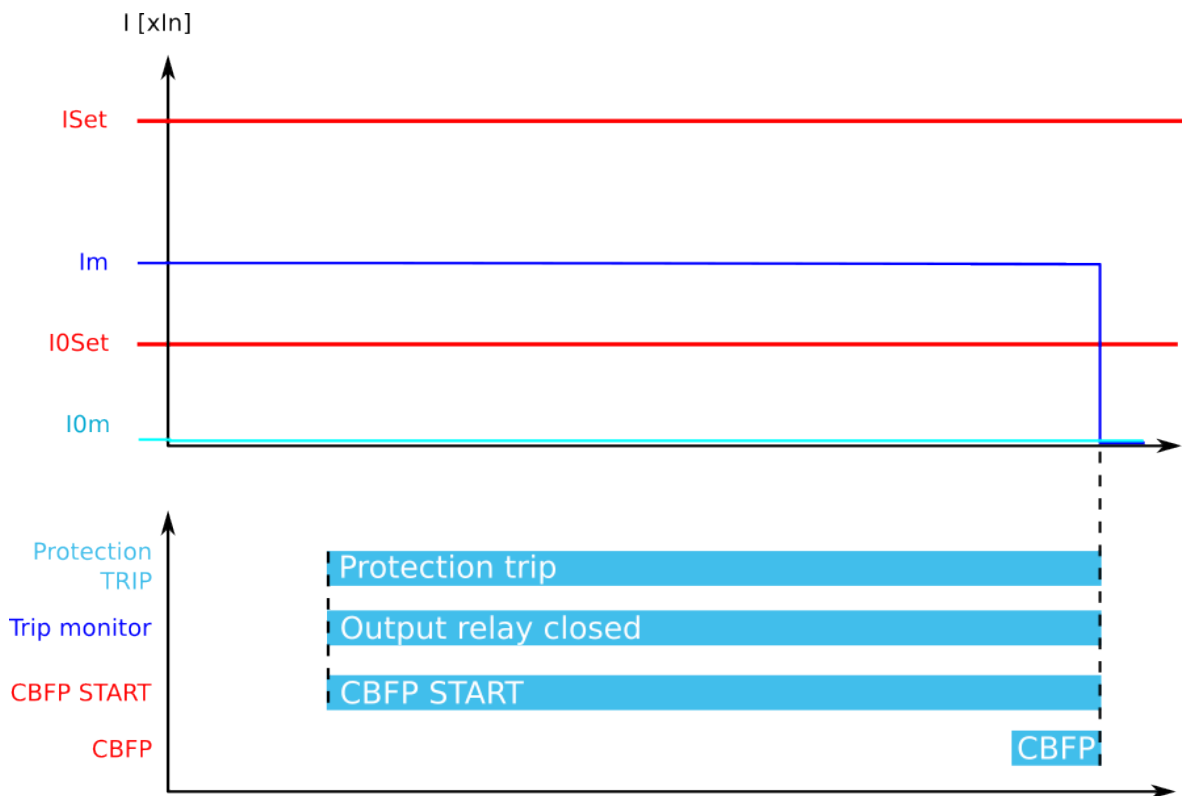 I [xIn]
ISet
Im
I0Set
I0m
Protection
TRIP
Protection trip
Trip monitor
Output relay closed
CBFP START
CBFP START
CBFP
CBFP